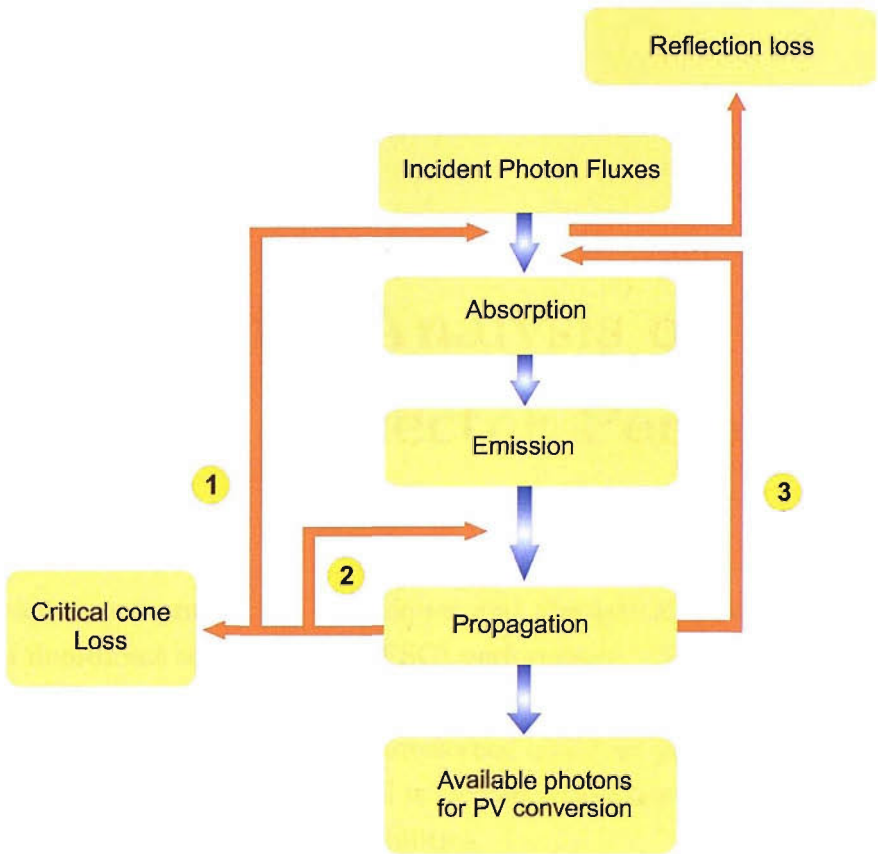 Reflection loss
Incident Photon Fluxes
Absorption
Emission
1
3
2
Critical cone
Loss
Propagation
Available photons
for PV conversion